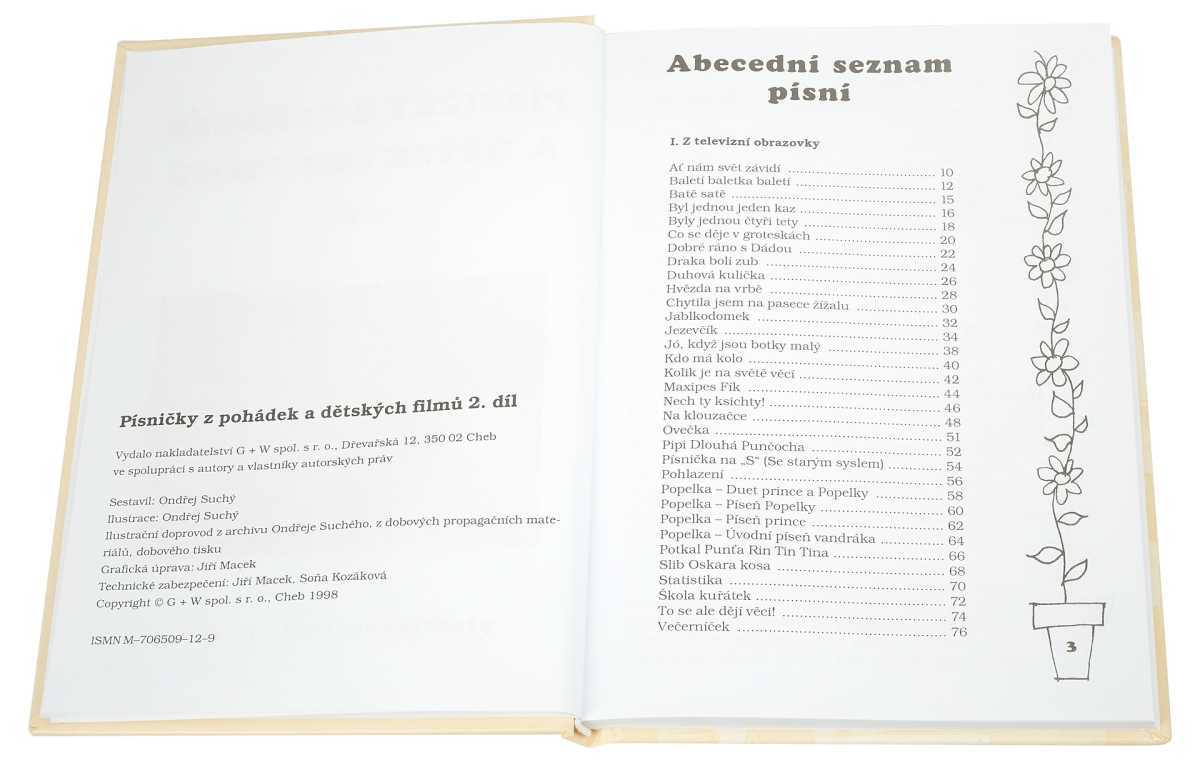 Písničky z pohádek a dětských filmů 2. díl
Vydalo nakladatelství G + W spol. s r. o., Dřevařská 12, 350 02 Cheb
ve spolupráci s autory a vlastníky autorských práv
Sestavil: Ondřej Suchý
Ilustrace: Ondřej Suchý
Ilustrační doprovod z archivu Ondřeje Suchého, z dobových propagačních mate-
riálů, dobového tisku
Grafická úprava: Jiří Macek
Technické zabezpečení: Jiří Macek, Soňa Kozáková
Copyright © G + W spol. s r. o., Cheb 1998
ISMN M–706509–12–9
Abecední seznam
písní
I. Z televizní obrazovky
Ať nám svět závidí ........ 10
Baletí baletka baletí ........ 12
Batě satě ........ 15
Byl jednou jeden kaz ........ 16
Byly jednou čtyři tety ........ 18
Co se děje v groteskách ........ 20
Dobré ráno s Dádou ........ 22
Draka bolí zub ........ 24
Duhová kulička ........ 26
Hvězda na vrbě ........ 28
Chytila jsem na pasece žížalu ........ 30
Jablkodomek ........ 32
Jezevčík ........ 34
Jó, když jsou botky malý ........ 38
Kdo má kolo ........ 40
Kolik je na světě věcí ........ 42
Maxipes Fík ........ 44
Nech ty ksichty! ........ 46
Na klouzačce ........ 48
Ovečka ........ 51
Pipi Dlouhá Punčocha ........ 52
Písnička na „S“ (Se starým syslem) ........ 54
Pohlazení ........ 56
Popelka – Duet prince a Popelky ........ 58
Popelka – Píseň Popelky ........ 60
Popelka – Píseň prince ........ 62
Popelka – Úvodní píseň vandráka ........ 64
Potkal Punťa Rin Tin Tina ........ 66
Slib Oskara kosa ........ 68
Statistika ........ 70
Škola kuřátek ........ 72
To se ale dějí věci! ........ 74
Večerníček ........ 76
3